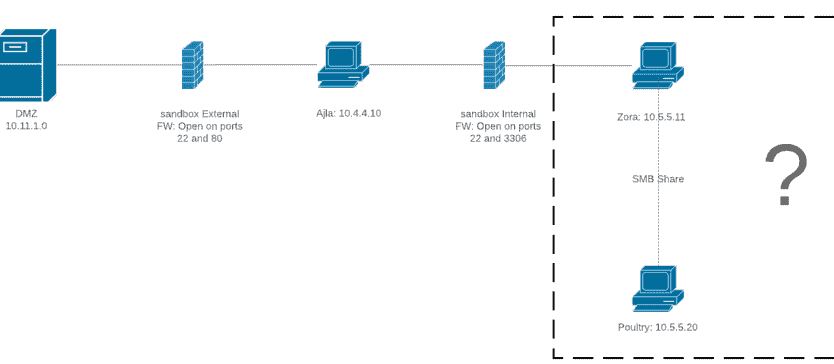 DMZ
10.11.1.0
sandbox External
FW: Open on ports
22 and 80
Ajla: 10.4.4.10
sandbox Internal
FW: Open on ports
22 and 3306
Zora: 10.5.5.11
SMB Share
?
Poultry: 10.5.5.20